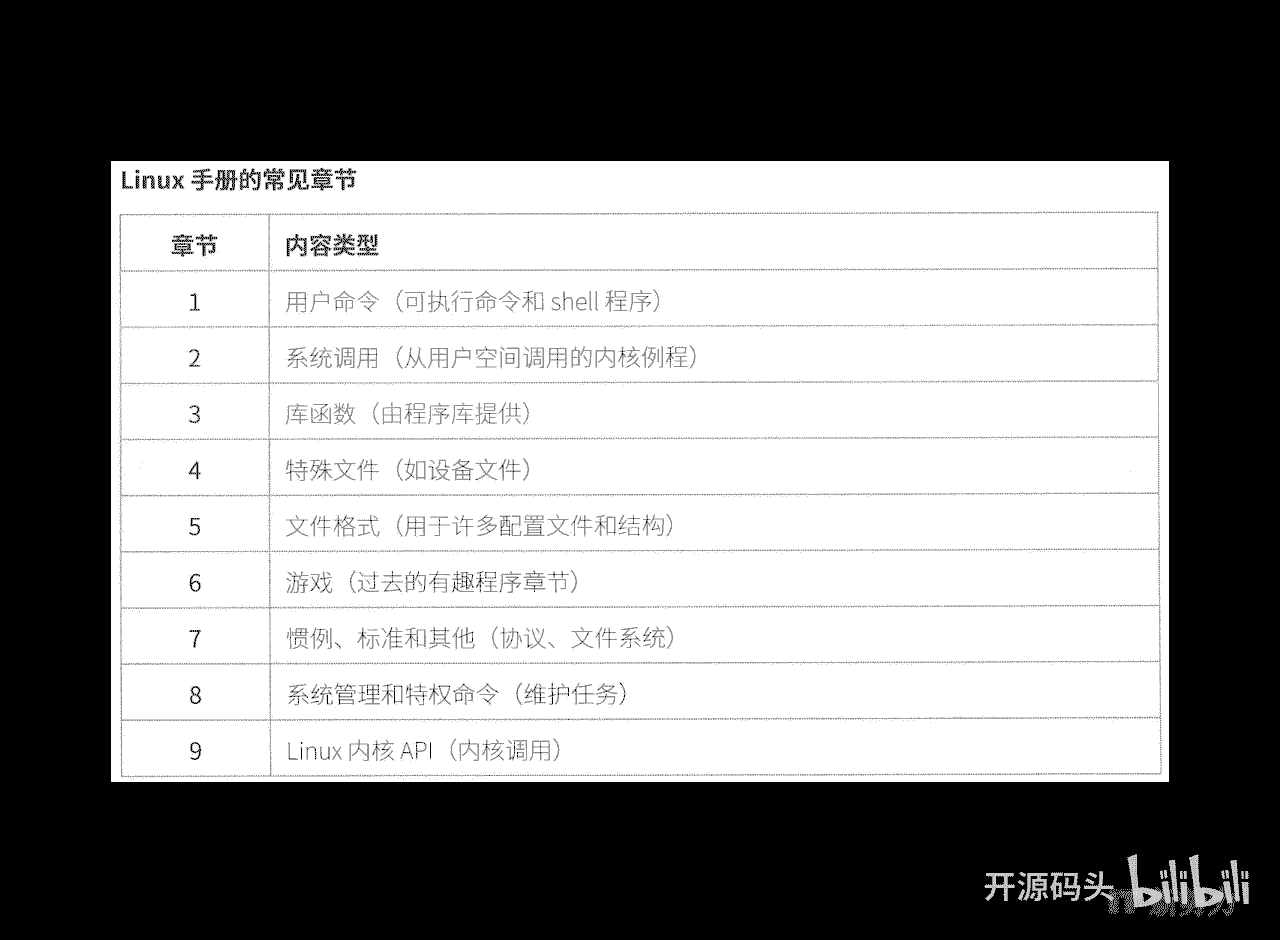 Linux 手册的常见章节
章节 内容类型
1 用户命令（可执行命令和 shell 程序）
2 系统调用（从用户空间调用的内核例程）
3 库函数（由程序库提供）
4 特殊文件（如设备文件）
5 文件格式（用于许多配置文件和结构）
6 游戏（过去的有趣程序章节）
7 惯例、标准和其他（协议、文件系统）
8 系统管理和特权命令（维护任务）
9 Linux 内核 API（内核调用）
开源码头 bilibili